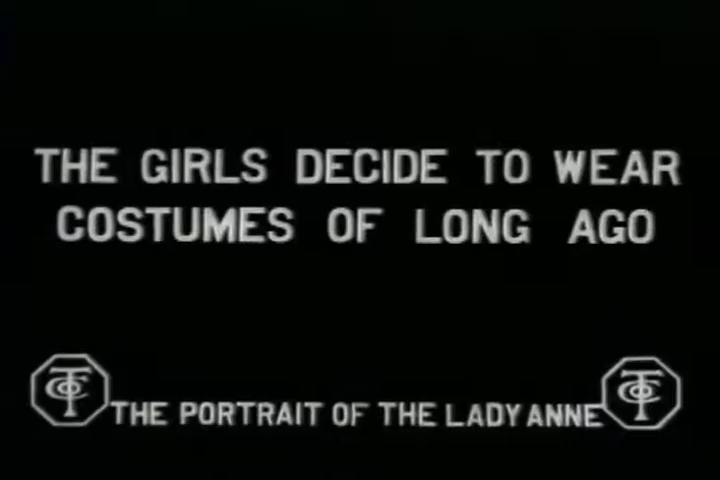 THE GIRLS DECIDE TO WEAR
COSTUMES OF LONG AGO
THE PORTRAIT OF THE LADY ANNE